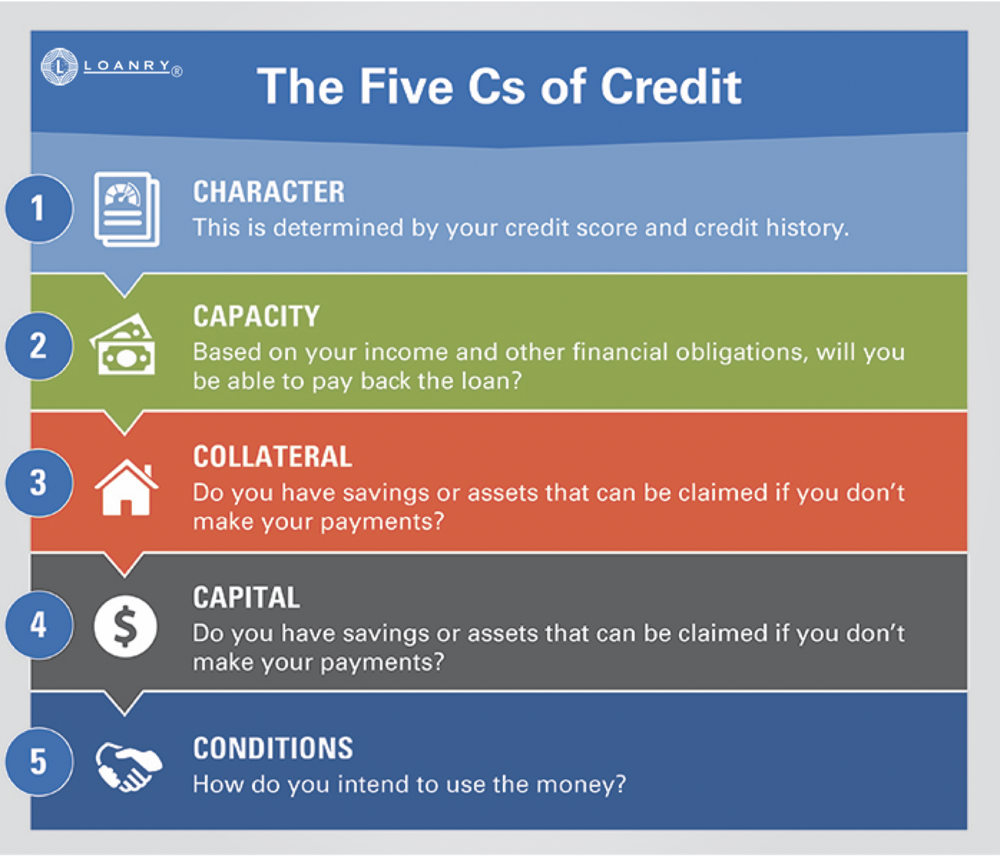 LOANRY®
The Five Cs of Credit
1
CHARACTER
This is determined by your credit score and credit history.
2
CAPACITY
Based on your income and other financial obligations, will you
be able to pay back the loan?
3
COLLATERAL
Do you have savings or assets that can be claimed if you don't
make your payments?
4
$
CAPITAL
Do you have savings or assets that can be claimed if you don't
make your payments?
5
CONDITIONS
How do you intend to use the money?